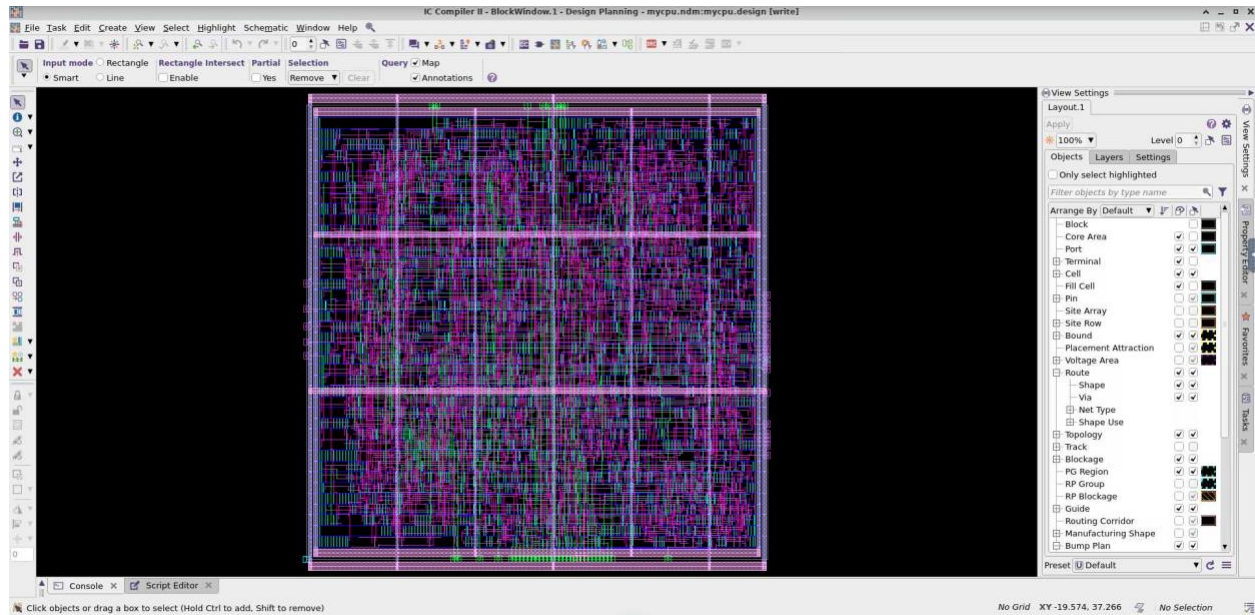 IC Compiler II - BlockWindow.1 - Design Planning - mycpu.ndm:mycpu.design [write]
File Task Edit Create View Select Highlight Schematic Window Help
0
Input mode Rectangle Rectangle Intersect Partial Selection Query Map
Smart Line Enable Yes Remove Clear Annotations
View Settings
Layout.1
Apply
100% Level 0
Objects Layers Settings
Only select highlighted
Filter objects by type name
Arrange By Default
Block
Core Area
Port
Terminal
Cell
Fill Cell
Pin
Site Array
Site Row
Bound
Placement Attraction
Voltage Area
Route
Shape
Via
Net Type
Shape Use
Topology
Track
Blockage
PG Region
RP Group
RP Blockage
Guide
Routing Corridor
Manufacturing Shape
Bump Plan
Preset Default
View Settings
Property Editor
Favorites
Tasks
0
Console Script Editor
Click objects or drag a box to select (Hold Ctrl to add, Shift to remove)
No Grid XY -19.574, 37.266 No Selection